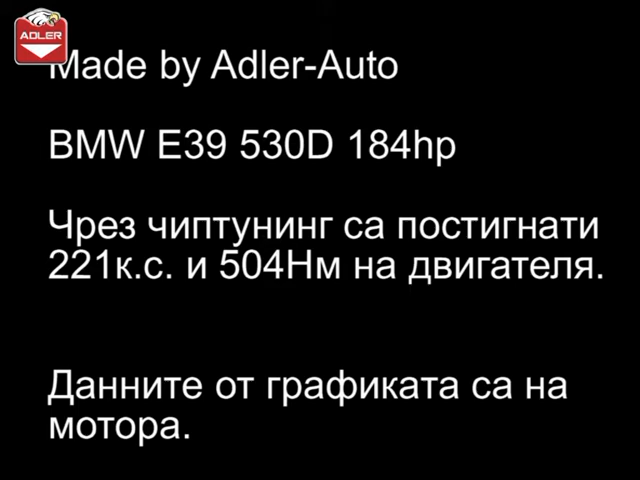 ADLER
Made by Adler-Auto
BMW E39 530D 184hp
Чрез чиптунинг са постигнати
221к.с. и 504Нм на двигателя.
Данните от графиката са на
мотора.